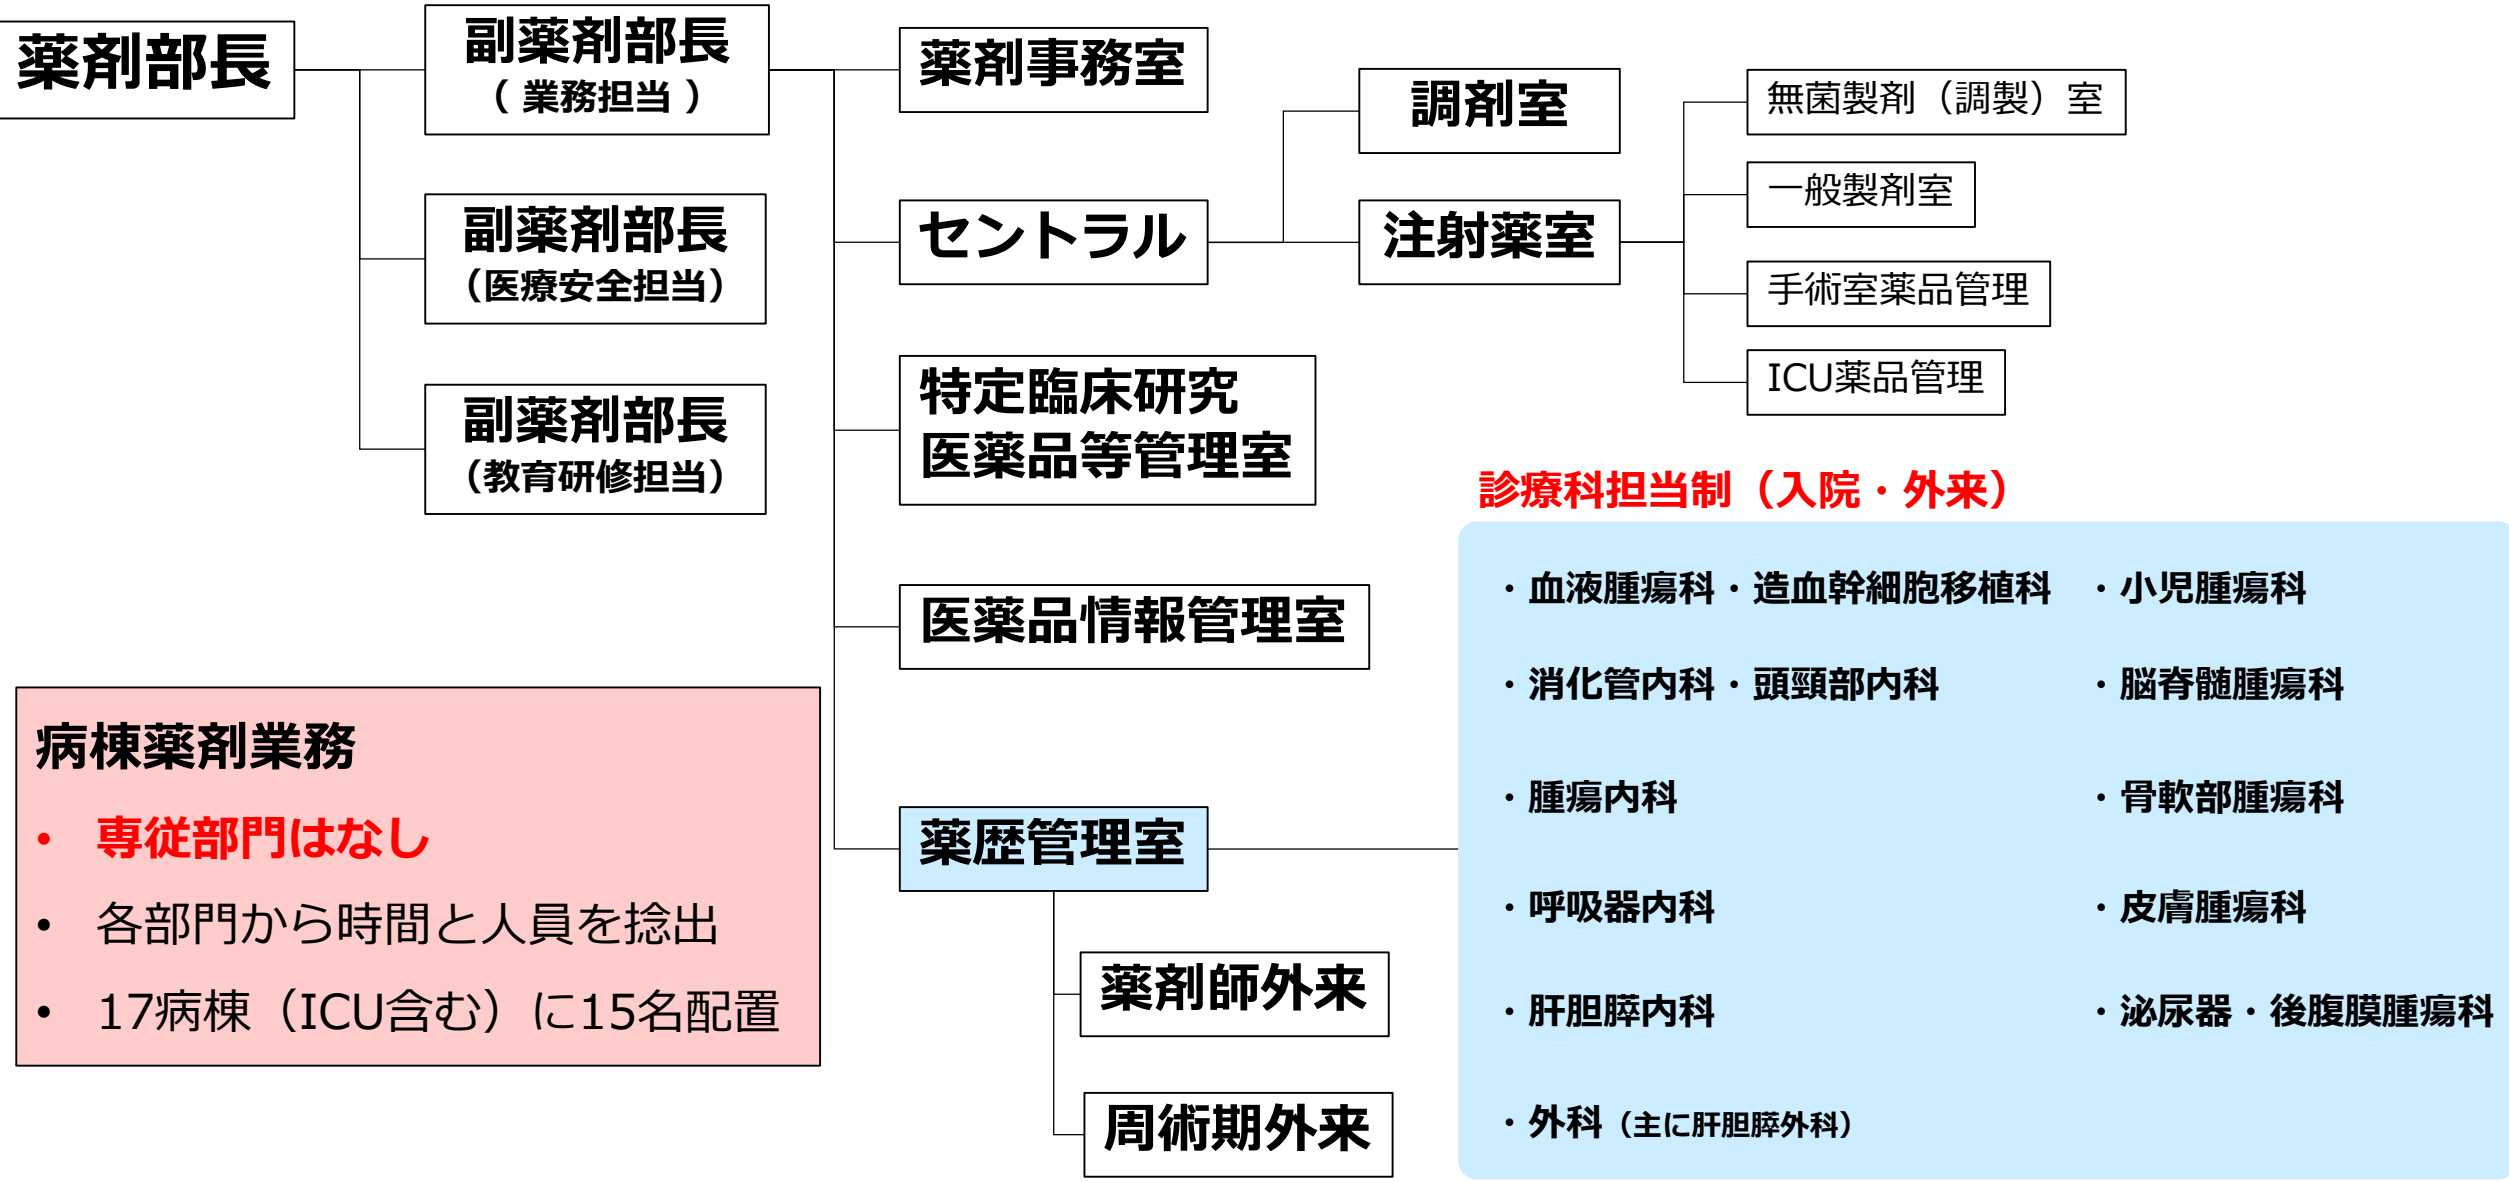 薬剤部長
副薬剤部長
（ 業務担当 ）
副薬剤部長
（医療安全担当）
副薬剤部長
（教育研修担当）
薬剤事務室
セントラル
特定臨床研究
医薬品等管理室
医薬品情報管理室
薬歴管理室
薬剤師外来
周術期外来
調剤室
注射薬室
無菌製剤（調製）室
一般製剤室
手術室薬品管理
ICU薬品管理
診療科担当制（入院・外来）
・血液腫瘍科・造血幹細胞移植科
・消化管内科・頭頸部内科
・腫瘍内科
・呼吸器内科
・肝胆膵内科
・外科（主に肝胆膵外科）
・小児腫瘍科
・脳脊髄腫瘍科
・骨軟部腫瘍科
・皮膚腫瘍科
・泌尿器・後腹膜腫瘍科
病棟薬剤業務
• 専従部門はなし
• 各部門から時間と人員を捻出
• 17病棟（ICU含む）に15名配置